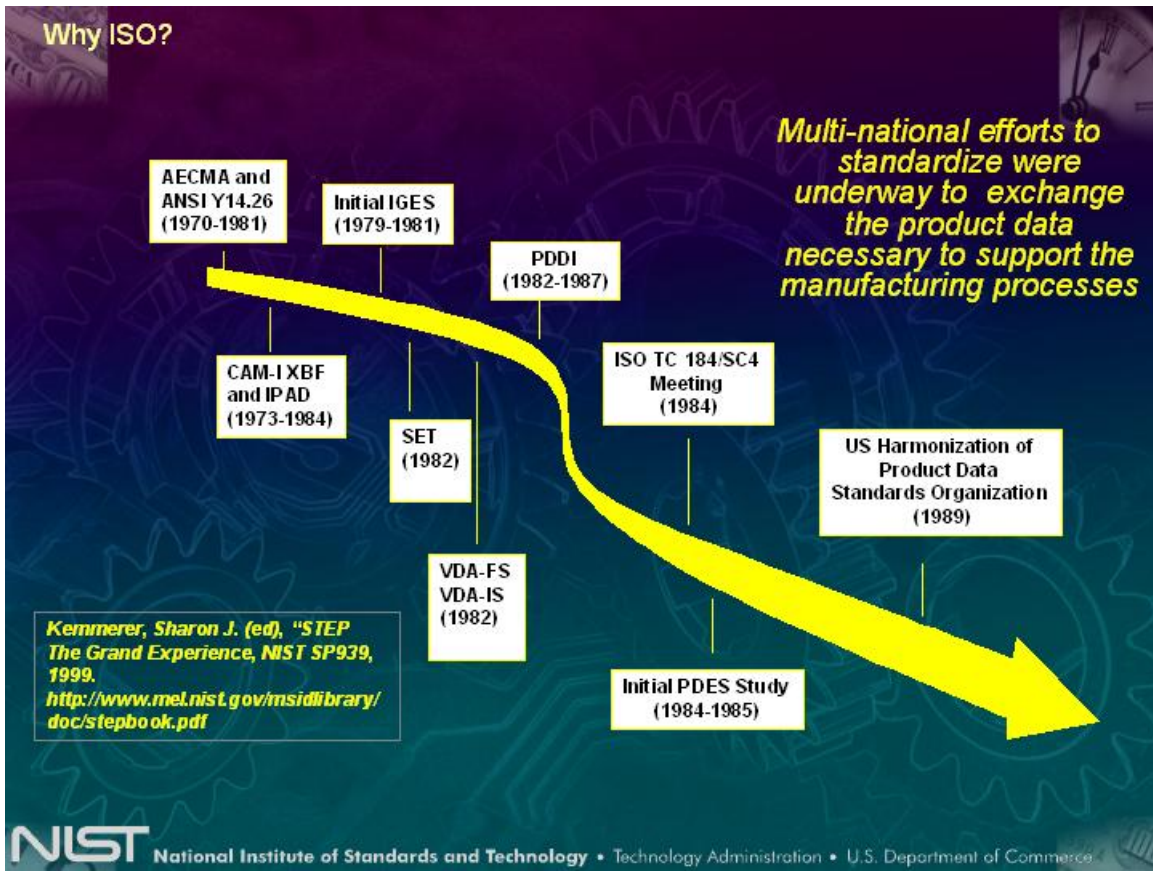 Why ISO?
Multi-national efforts to
standardize were
underway to exchange
the product data
necessary to support the
manufacturing processes
AECMA and
ANSI Y14.26
(1970-1981)
Initial IGES
(1979-1981)
PDDI
(1982-1987)
CAM-I XBF
and IPAD
(1973-1984)
SET
(1982)
VDA-FS
VDA-IS
(1982)
ISO TC 184/SC4
Meeting
(1984)
US Harmonization of
Product Data
Standards Organization
(1989)
Initial PDES Study
(1984-1985)
Kemmerer, Sharon J. (ed), “STEP
The Grand Experience, NIST SP939,
1999.
http://www.mel.nist.gov/msidlibrary/
doc/stepbook.pdf
NIST National Institute of Standards and Technology • Technology Administration • U.S. Department of Commerce